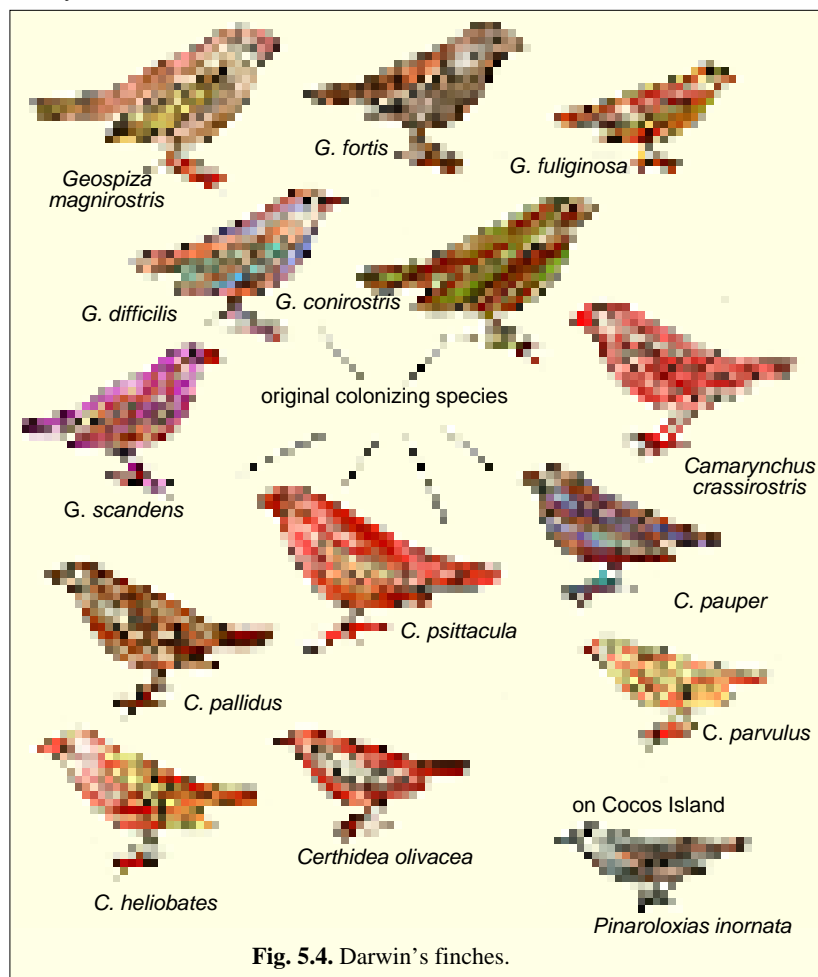 G. fortis
G. fuliginosa
Geospiza
magnirostris
G. difficilis
G. conirostris
original colonizing species
Camarynchus
crassirostris
G. scandens
C. pauper
C. psittacula
C. pallidus
C. parvulus
on Cocos Island
Certhidea olivacea
C. heliobates
Pinaroloxias inornata
Fig. 5.4. Darwin’s finches.